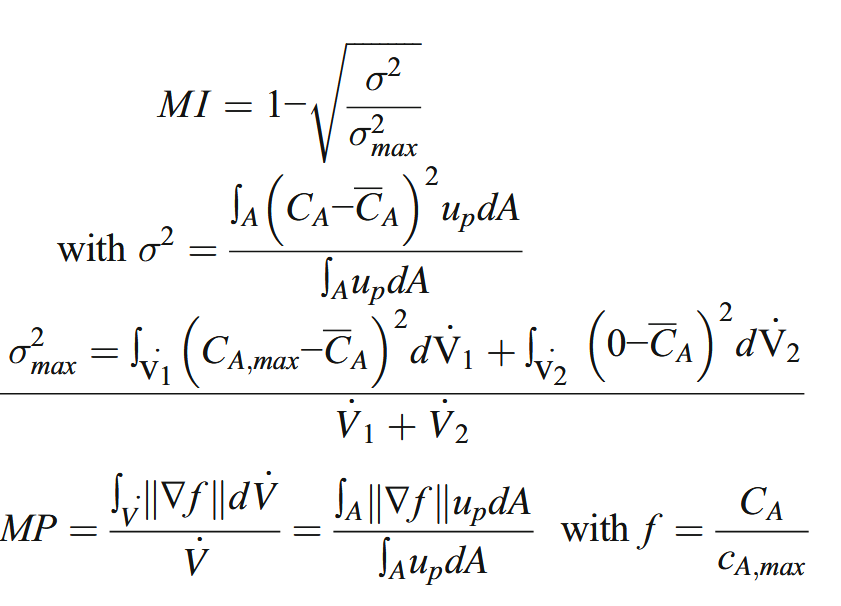 MI = 1−√(σ²/σ²_max)
with σ² = ∫_A (C_A−C̅_A)² u_p dA / ∫_A u_p dA
σ²_max = ∫_V̇₁ (C_A,max−C̅_A)² dV̇₁ + ∫_V̇₂ (0−C̅_A)² dV̇₂ / V̇₁ + V̇₂
MP = ∫_V̇ ||∇f|| dV̇ / V̇ = ∫_A ||∇f|| u_p dA / ∫_A u_p dA with f = C_A / c_A,max